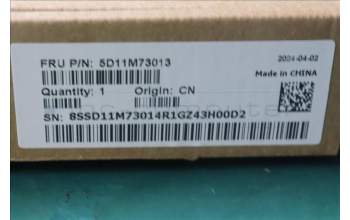 FRU P/N: 5D11M73013
2024-04-02
Made in CHINA
Quantity: 1 Origin: CN
SN: 8SSD11M73014R1GZ43H00D2